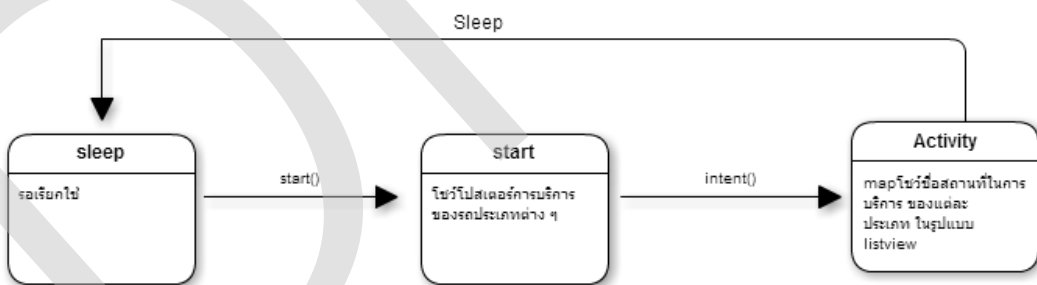 Sleep
sleep
รอเรียกใช้
start()
start
โชว์โปสเตอร์การบริการ
ของรถประเภทต่าง ๆ
intent()
Activity
mapโชว์ชื่อสถานที่ในการ
บริการ ของแต่ละ
ประเภท ในรูปแบบ
listview